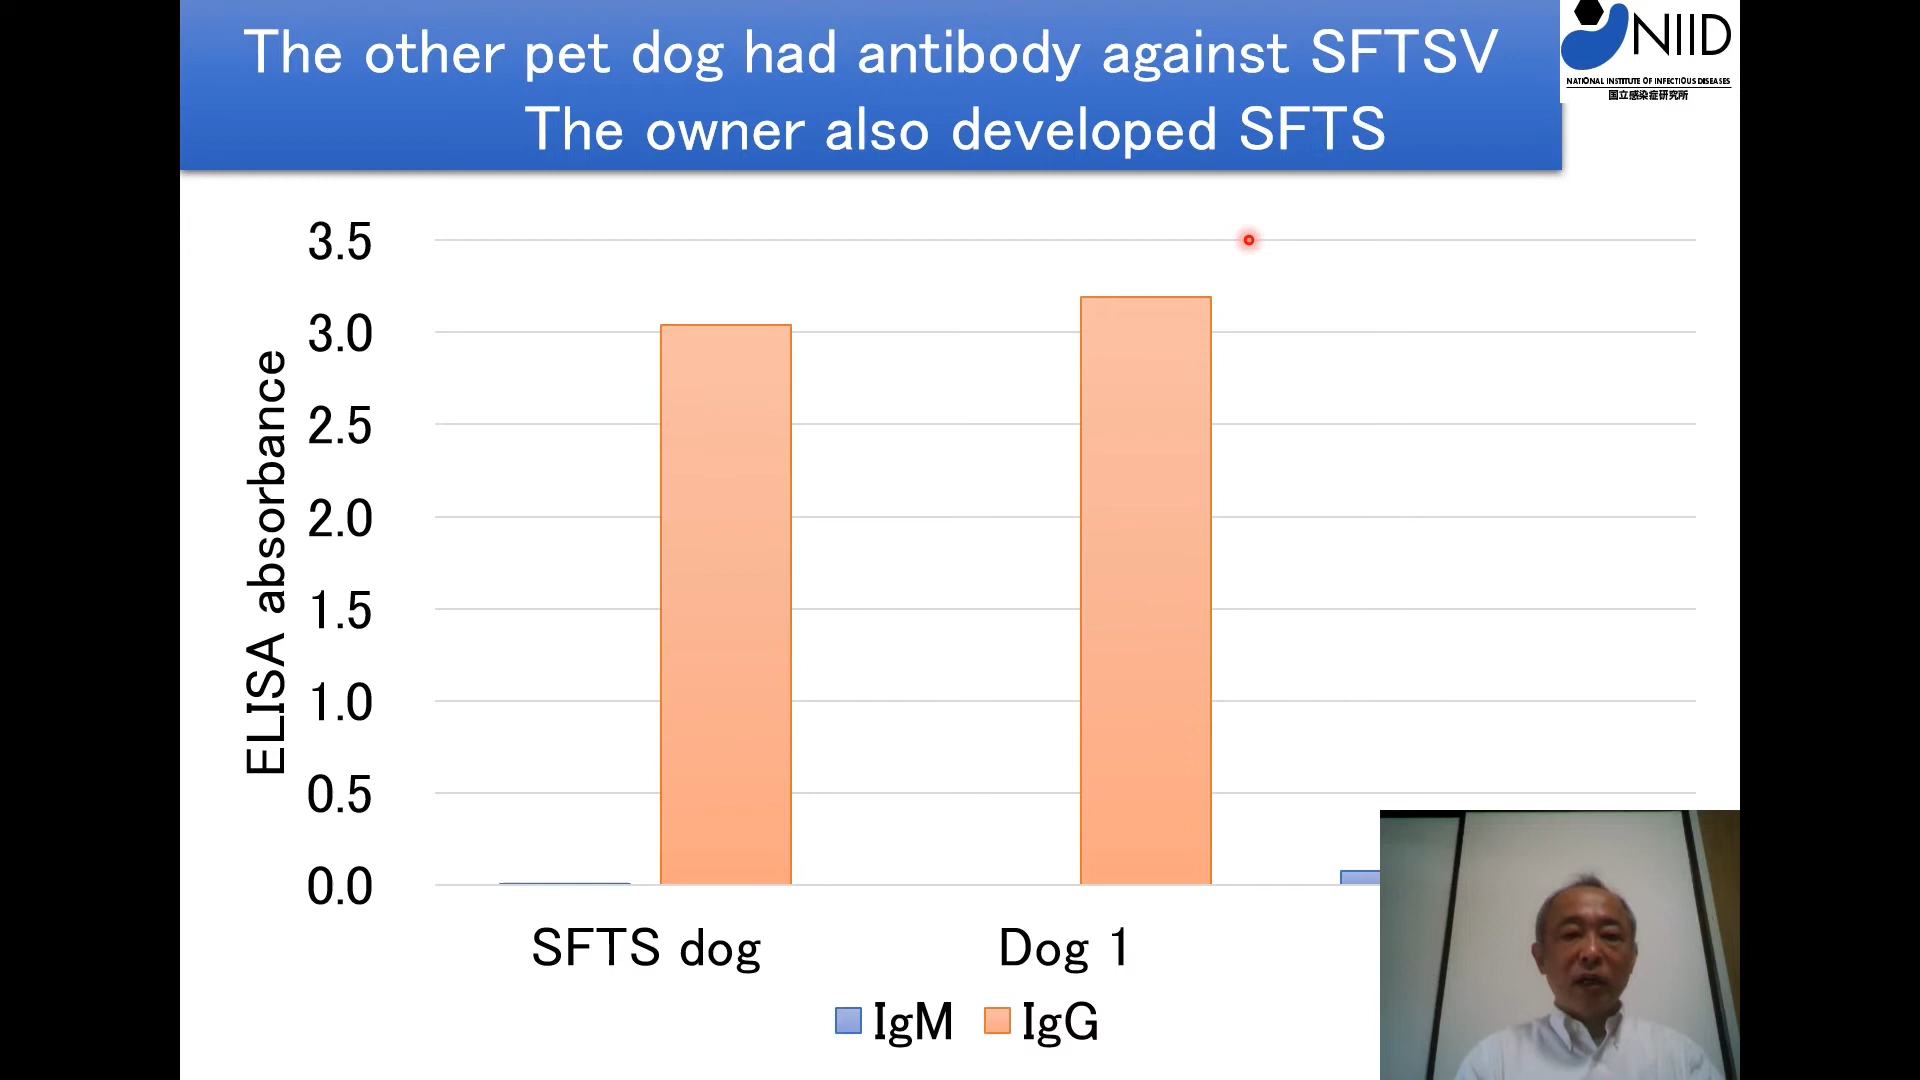 The other pet dog had antibody against SFTSV
The owner also developed SFTS
NIID
NATIONAL INSTITUTE OF INFECTIOUS DISEASES
国立感染症研究所
ELISA absorbance
3.5
3.0
2.5
2.0
1.5
1.0
0.5
0.0
SFTS dog
Dog 1
IgM
IgG